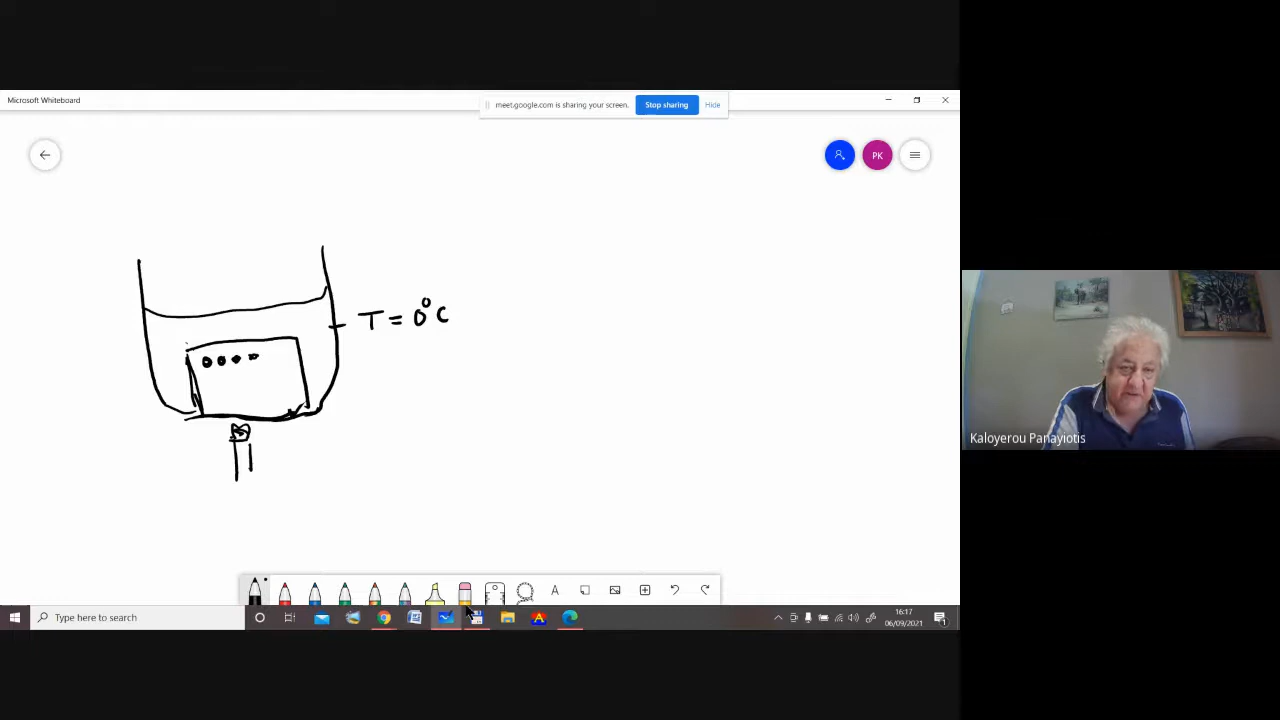 Microsoft Whiteboard
meet.google.com is sharing your screen.
Stop sharing
Hide
PK
T = 0°C
Kaloyerou Panayiotis
A
Type here to search
16:17
06/09/2021